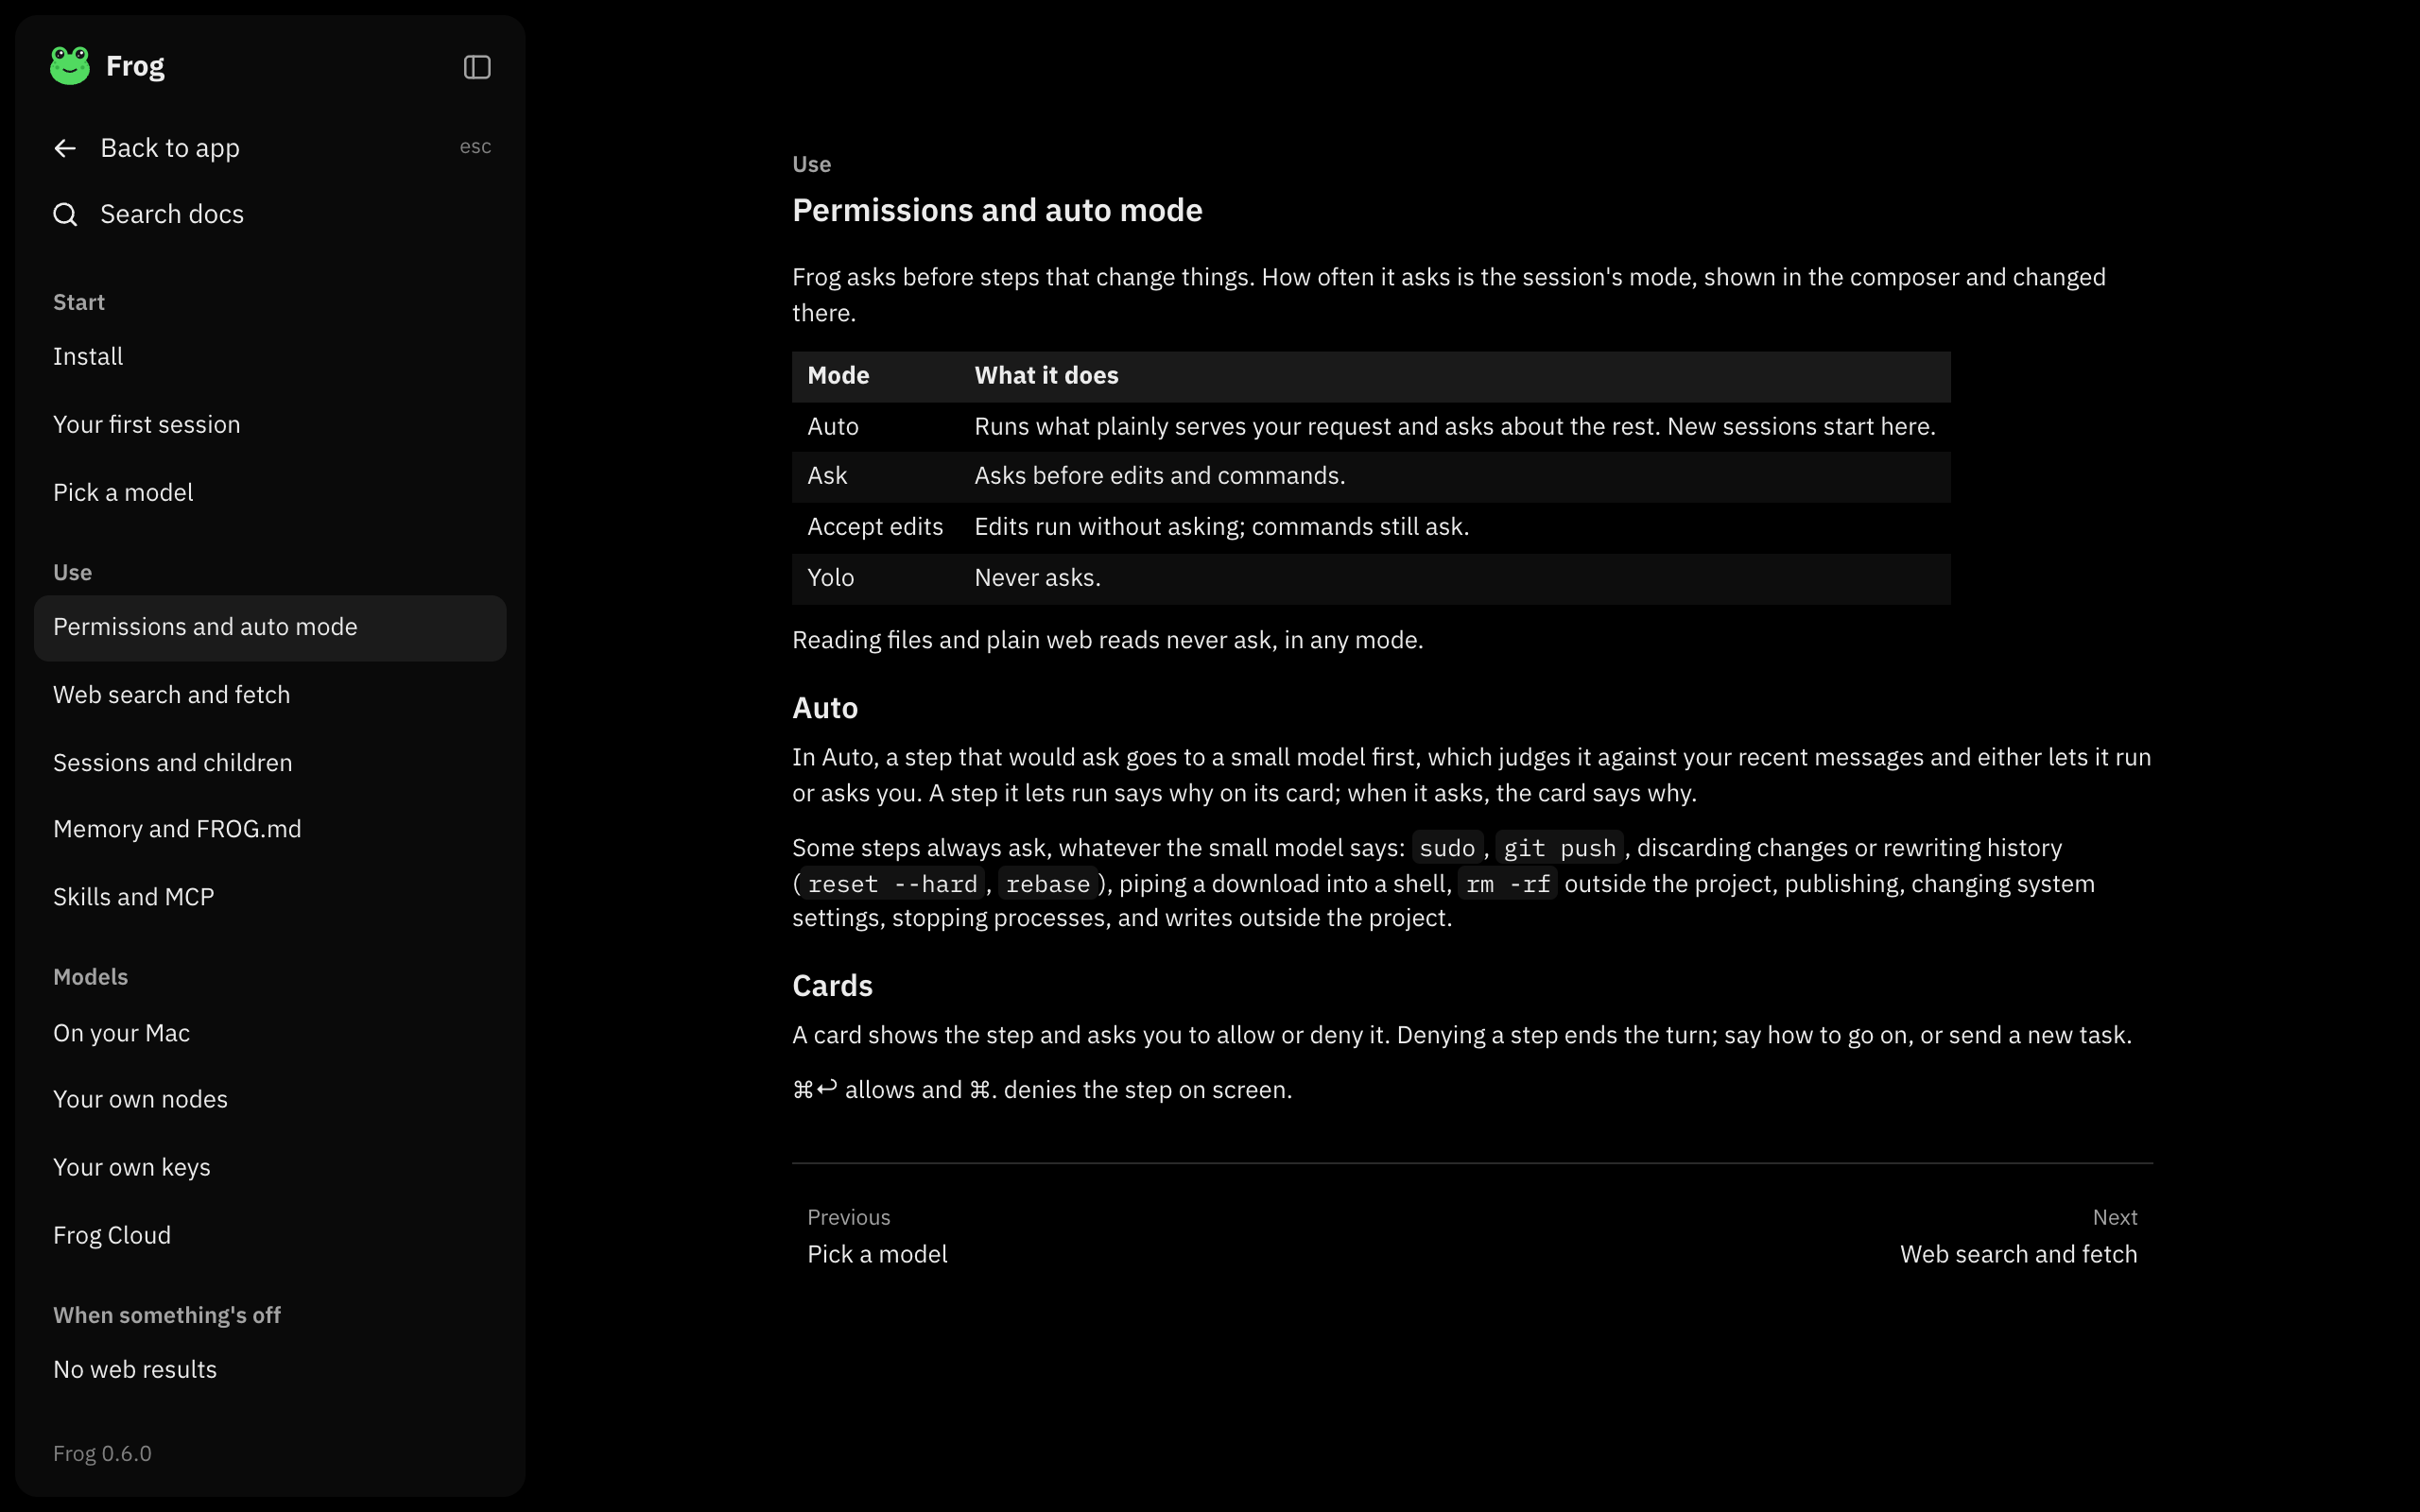 Frog
Back to app esc
Search docs
Start
Install
Your first session
Pick a model
Use
Permissions and auto mode
Web search and fetch
Sessions and children
Memory and FROG.md
Skills and MCP
Models
On your Mac
Your own nodes
Your own keys
Frog Cloud
When something's off
No web results
Frog 0.6.0
Use
Permissions and auto mode
Frog asks before steps that change things. How often it asks is the session's mode, shown in the composer and changed
there.
Mode What it does
Auto Runs what plainly serves your request and asks about the rest. New sessions start here.
Ask Asks before edits and commands.
Accept edits Edits run without asking; commands still ask.
Yolo Never asks.
Reading files and plain web reads never ask, in any mode.
Auto
In Auto, a step that would ask goes to a small model first, which judges it against your recent messages and either lets it run
or asks you. A step it lets run says why on its card; when it asks, the card says why.
Some steps always ask, whatever the small model says: sudo, git push, discarding changes or rewriting history
(reset --hard, rebase), piping a download into a shell, rm -rf outside the project, publishing, changing system
settings, stopping processes, and writes outside the project.
Cards
A card shows the step and asks you to allow or deny it. Denying a step ends the turn; say how to go on, or send a new task.
⌘↩ allows and ⌘. denies the step on screen.
Previous Next
Pick a model Web search and fetch